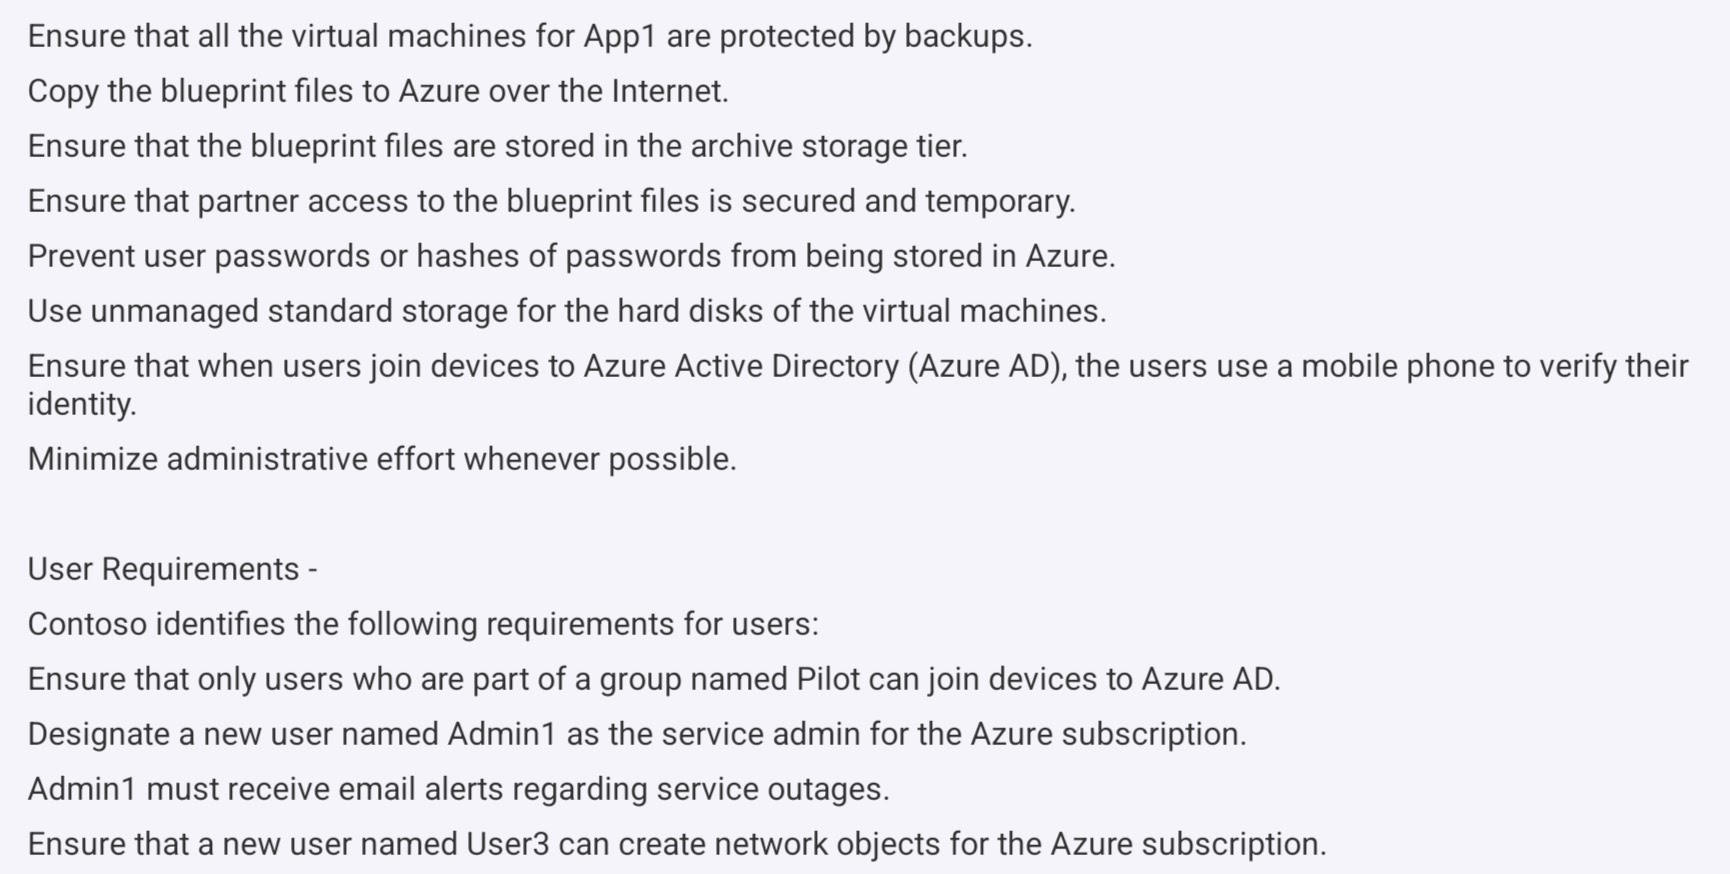 Ensure that all the virtual machines for App1 are protected by backups.
Copy the blueprint files to Azure over the Internet.
Ensure that the blueprint files are stored in the archive storage tier.
Ensure that partner access to the blueprint files is secured and temporary.
Prevent user passwords or hashes of passwords from being stored in Azure.
Use unmanaged standard storage for the hard disks of the virtual machines.
Ensure that when users join devices to Azure Active Directory (Azure AD), the users use a mobile phone to verify their
identity.
Minimize administrative effort whenever possible.
User Requirements -
Contoso identifies the following requirements for users:
Ensure that only users who are part of a group named Pilot can join devices to Azure AD.
Designate a new user named Admin1 as the service admin for the Azure subscription.
Admin1 must receive email alerts regarding service outages.
Ensure that a new user named User3 can create network objects for the Azure subscription.